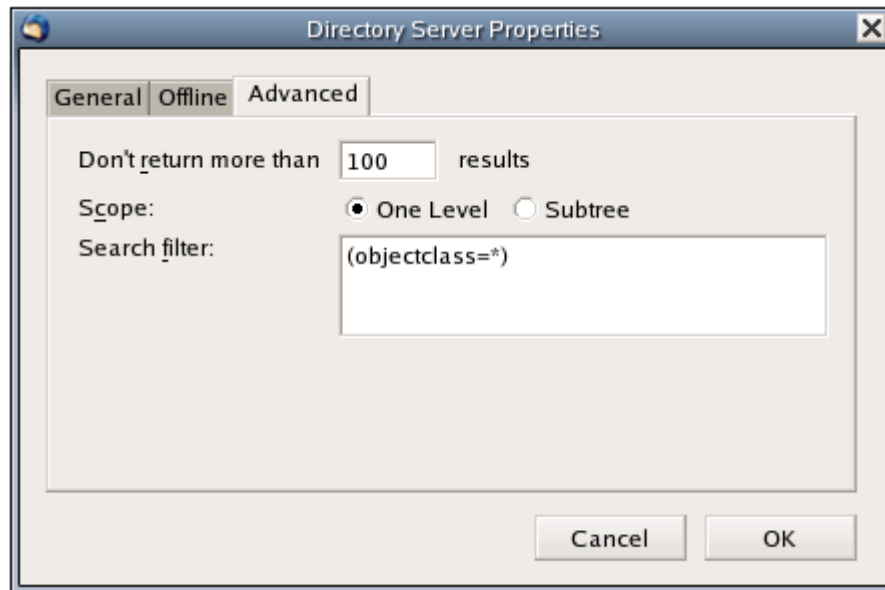 Directory Server Properties
General Offline Advanced
Don't return more than 100 results
Scope: One Level Subtree
Search filter: (objectclass=*)
Cancel OK